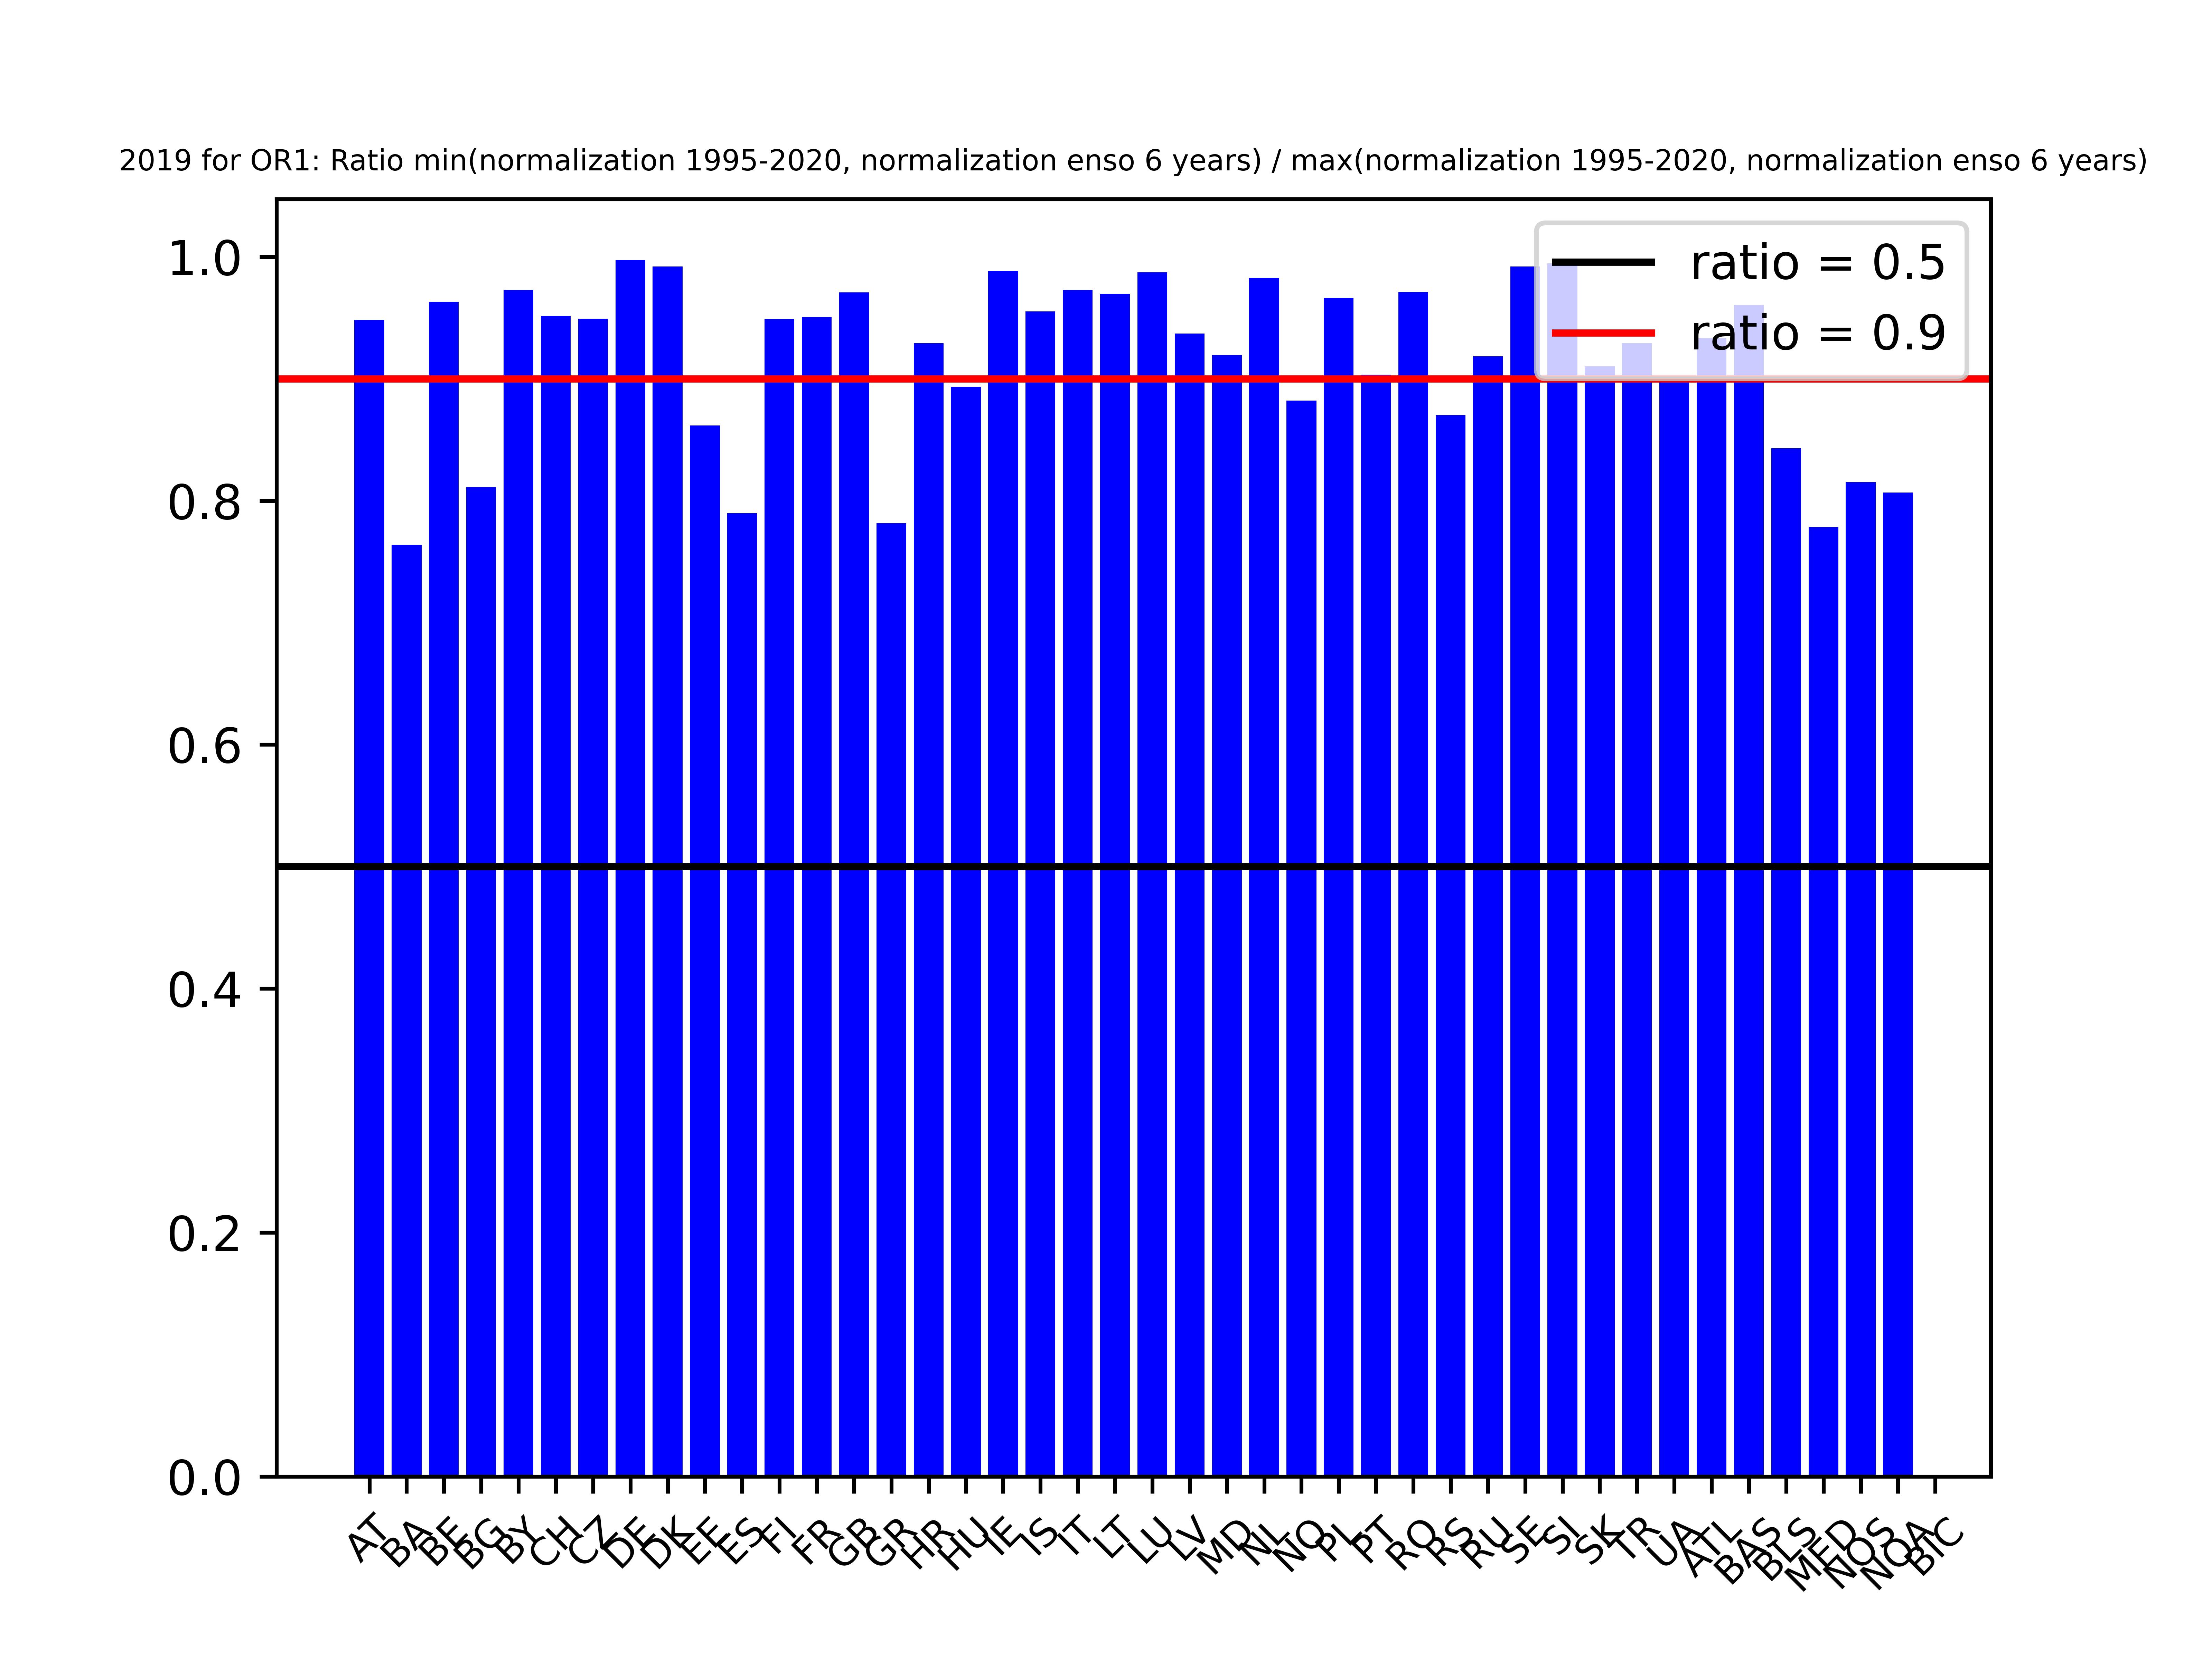 2019 for OR1: Ratio min(normalization 1995-2020, normalization enso 6 years) / max(normalization 1995-2020, normalization enso 6 years)
ratio = 0.5
ratio = 0.9
1.0
0.8
0.6
0.4
0.2
0.0
AT BA BE BG BY CH CZ DE DK EE ES FI FR GB GR HR HU IE IS IT LT LU LV MD NL NO PL PT RO RS RU SE SI SK TR UA ATL BAS BLS MED NOS NOA BIC